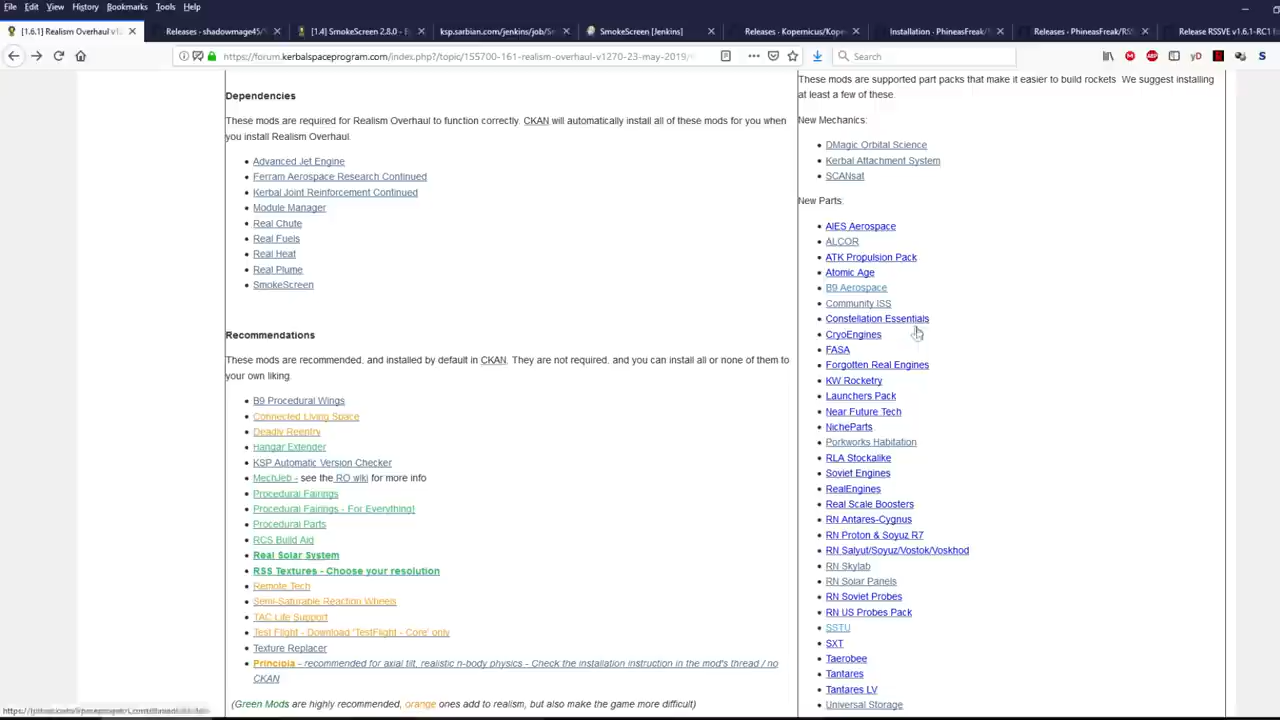 File Edit View History Bookmarks Tools Help
[1.6.1] Realism Overhaul v1
Releases · shadowmage45/
[1.4] SmokeScreen 2.8.0 - E
ksp.sarbian.com/jenkins/job/Sm
SmokeScreen [Jenkins]
Releases · Kopernicus/Kope
Installation · PhineasFreak/
Releases · PhineasFreak/RS
Release RSSVE v1.6.1-RC1
https://forum.kerbalspaceprogram.com/index.php?/topic/155700-161-realism-overhaul-v1270-23-may-2019/
Search
Dependencies
These mods are required for Realism Overhaul to function correctly. CKAN will automatically install all of these mods for you when
you install Realism Overhaul.
Advanced Jet Engine
Ferram Aerospace Research Continued
Kerbal Joint Reinforcement Continued
Module Manager
Real Chute
Real Fuels
Real Heat
Real Plume
SmokeScreen
Recommendations
These mods are recommended, and installed by default in CKAN. They are not required, and you can install all or none of them to
your own liking.
B9 Procedural Wings
Connected Living Space
Deadly Reentry
Hangar Extender
KSP Automatic Version Checker
MechJeb - see the RO wiki for more info
Procedural Fairings
Procedural Fairings - For Everything!
Procedural Parts
RCS Build Aid
Real Solar System
RSS Textures - Choose your resolution
Remote Tech
Semi-Saturable Reaction Wheels
TAC Life Support
Test Flight - Download 'TestFlight - Core' only
Texture Replacer
Principia - recommended for axial tilt, realistic n-body physics - Check the installation instruction in the mod's thread / no
CKAN
(Green Mods are highly recommended, orange ones add to realism, but also make the game more difficult)
These mods are supported part packs that make it easier to build rockets. We suggest installing
at least a few of these.
New Mechanics:
DMagic Orbital Science
Kerbal Attachment System
SCANsat
New Parts:
AIES Aerospace
ALCOR
ATK Propulsion Pack
Atomic Age
B9 Aerospace
Community ISS
Constellation Essentials
CryoEngines
FASA
Forgotten Real Engines
KW Rocketry
Launchers Pack
Near Future Tech
NicheParts
Porkworks Habitation
RLA Stockalike
Soviet Engines
RealEngines
Real Scale Boosters
RN Antares-Cygnus
RN Proton & Soyuz R7
RN Salyut/Soyuz/Vostok/Voskhod
RN Skylab
RN Solar Panels
RN Soviet Probes
RN US Probes Pack
SSTU
SXT
Taerobee
Tantares
Tantares LV
Universal Storage